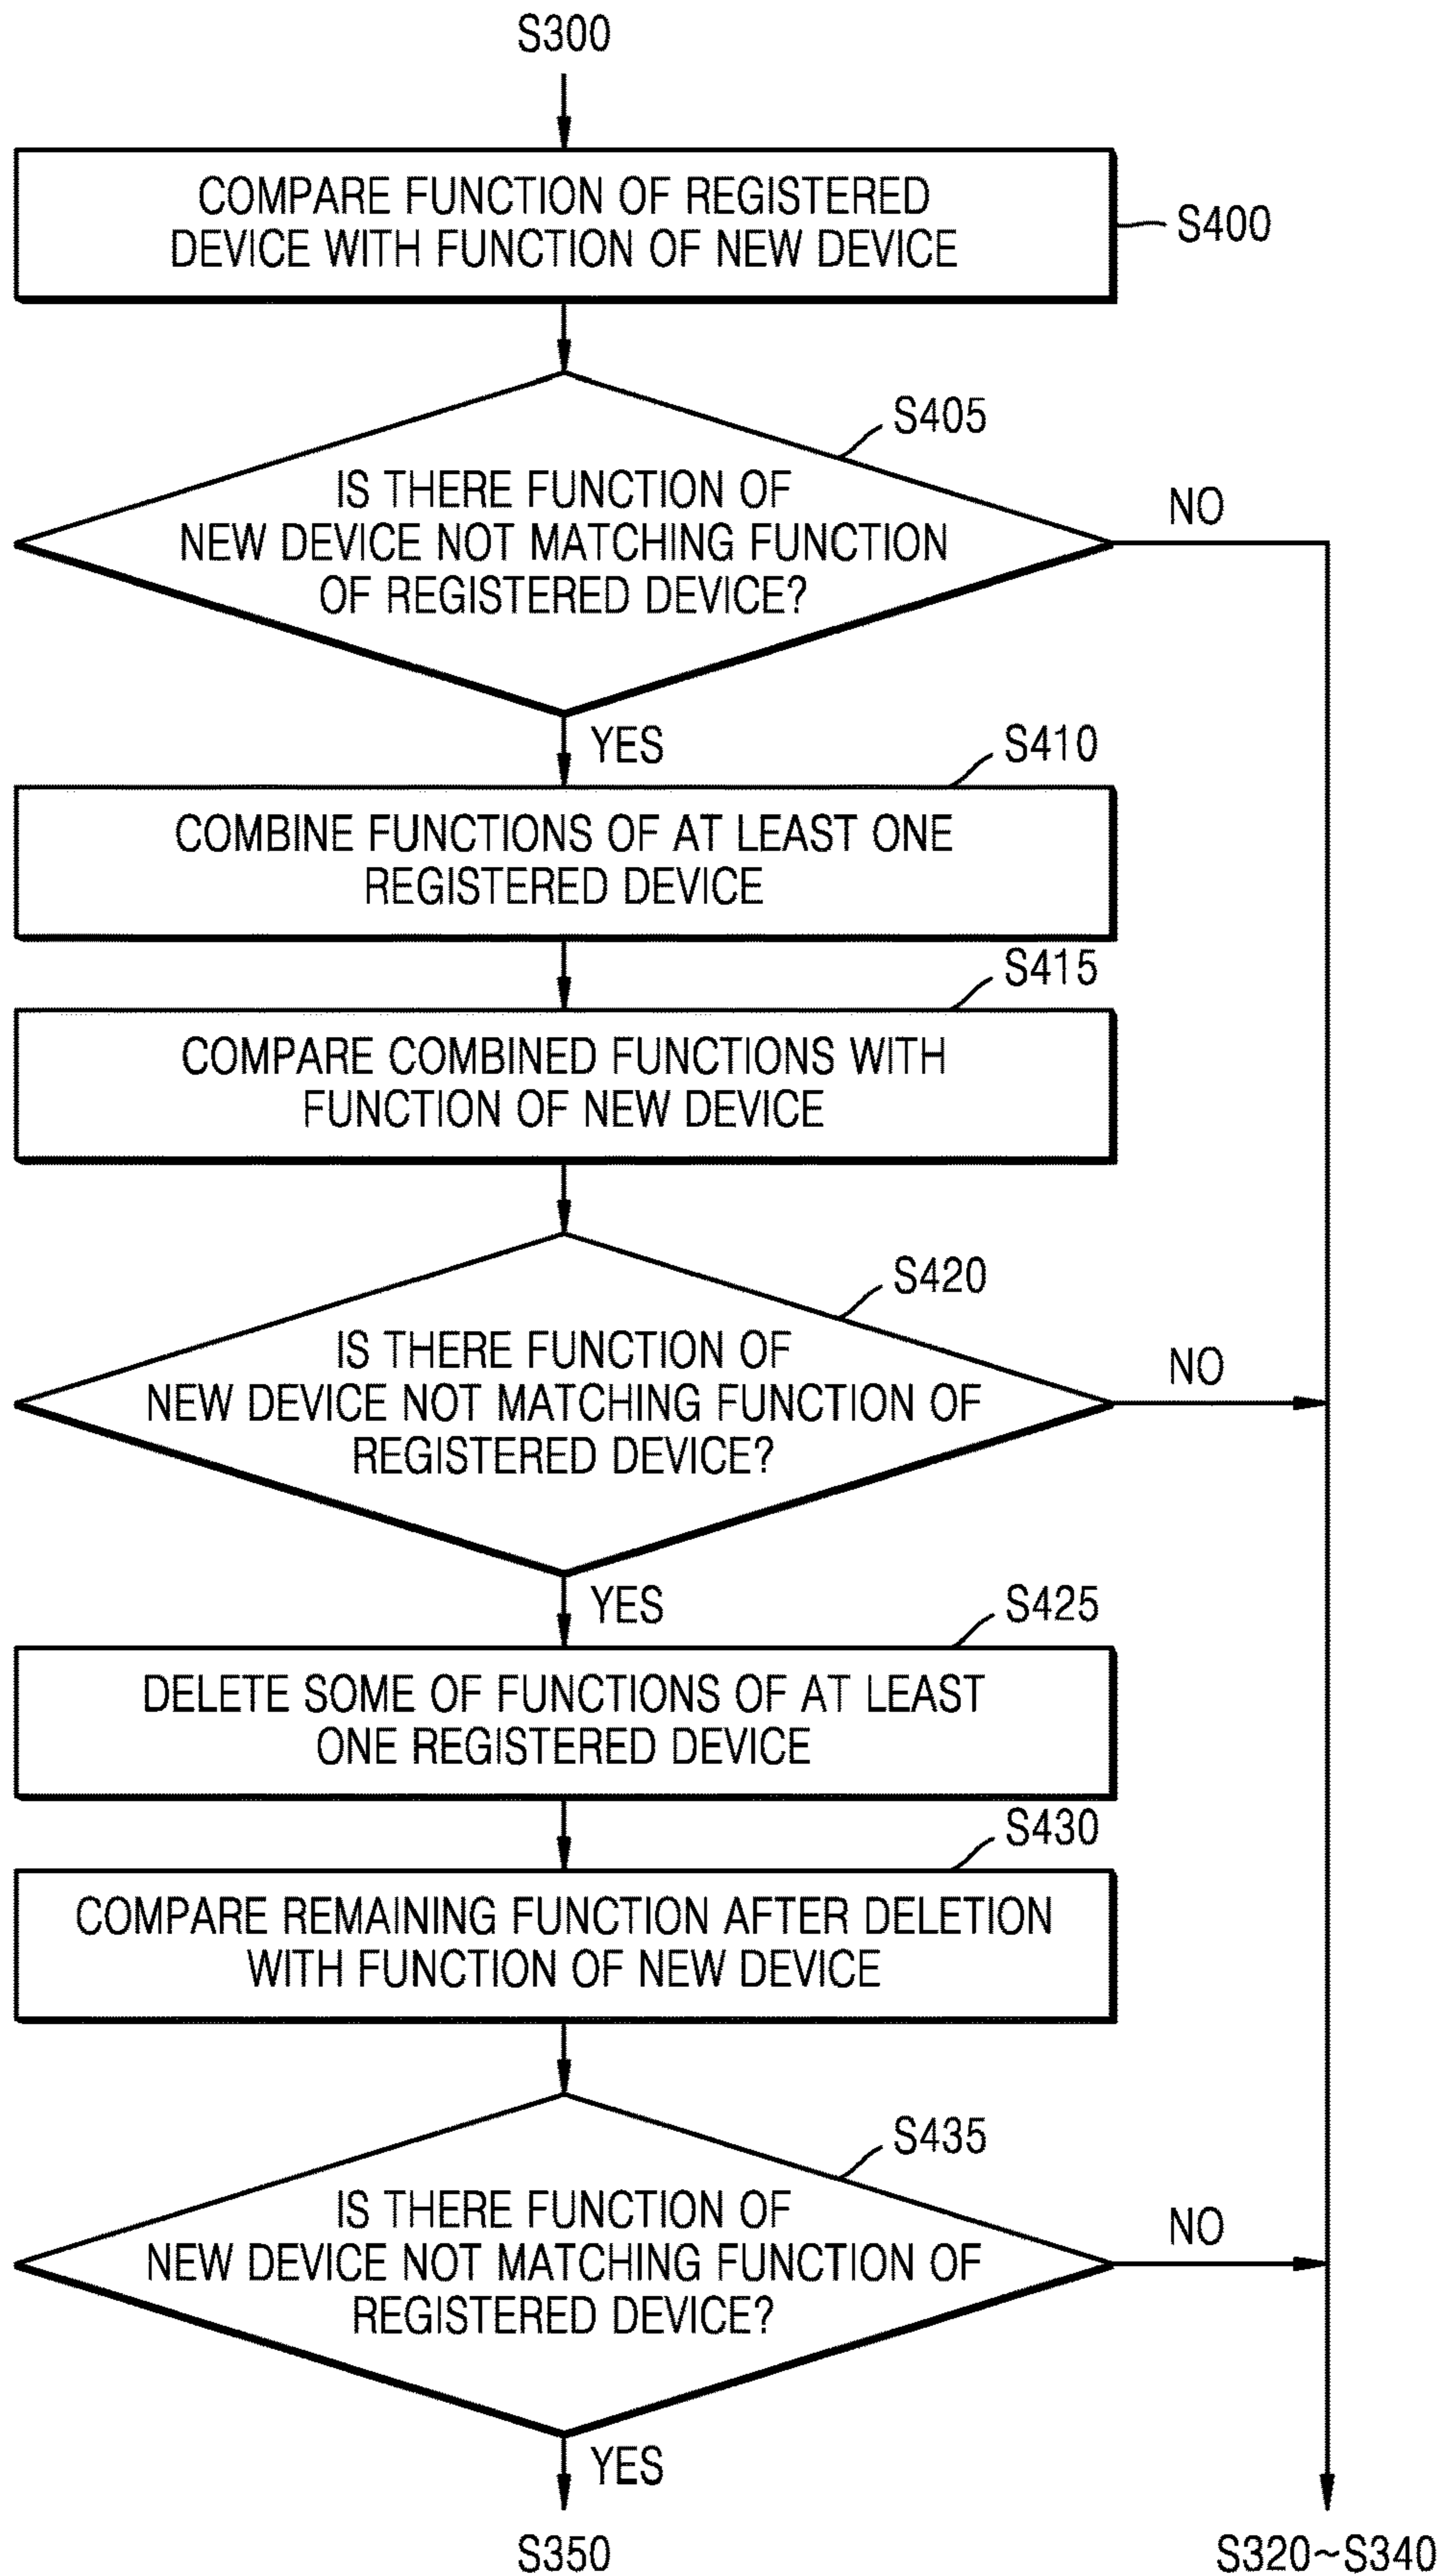 S300
COMPARE FUNCTION OF REGISTERED
DEVICE WITH FUNCTION OF NEW DEVICE
S400
S405
IS THERE FUNCTION OF
NEW DEVICE NOT MATCHING FUNCTION
OF REGISTERED DEVICE?
NO
YES
S410
COMBINE FUNCTIONS OF AT LEAST ONE
REGISTERED DEVICE
S415
COMPARE COMBINED FUNCTIONS WITH
FUNCTION OF NEW DEVICE
S420
IS THERE FUNCTION OF
NEW DEVICE NOT MATCHING FUNCTION OF
REGISTERED DEVICE?
NO
YES
S425
DELETE SOME OF FUNCTIONS OF AT LEAST
ONE REGISTERED DEVICE
S430
COMPARE REMAINING FUNCTION AFTER DELETION
WITH FUNCTION OF NEW DEVICE
S435
IS THERE FUNCTION OF
NEW DEVICE NOT MATCHING FUNCTION OF
REGISTERED DEVICE?
NO
YES
S350
S320~S340